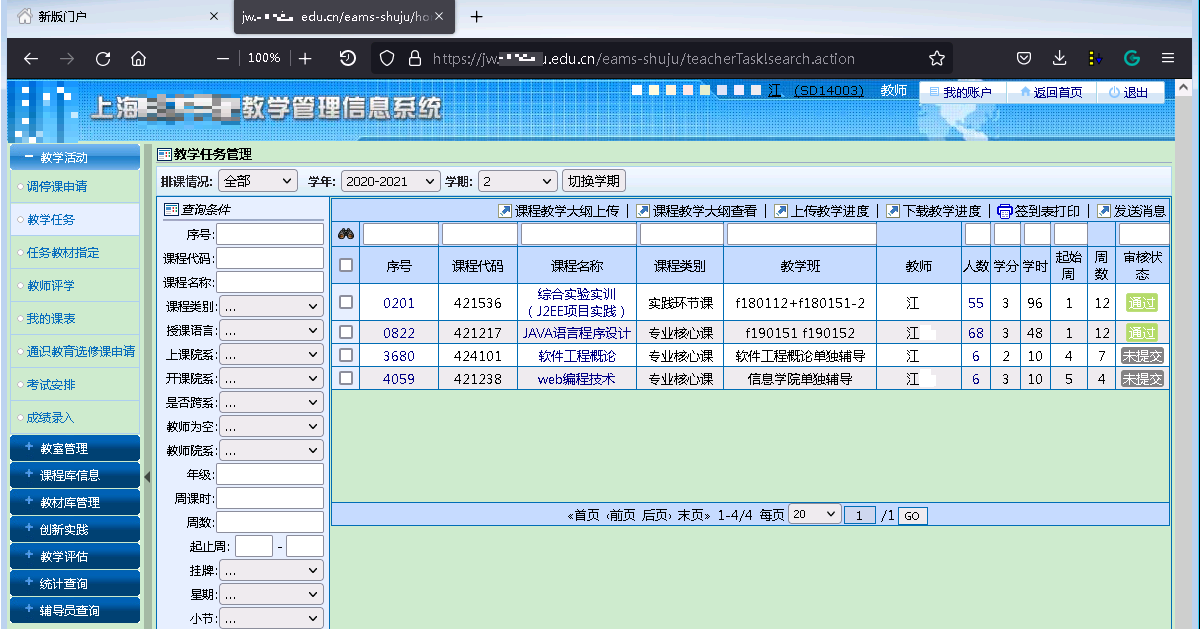 新版门户 ×
jw. edu.cn/eams-shuju/ho × +
100%
https://jw. u.edu.cn/eams-shuju/teacherTask!search.action
上海 教学管理信息系统
江 (SD14003) 教师 我的账户 返回首页 退出
教学活动
调停课申请
教学任务
任务教材指定
教师评学
我的课表
通识教育选修课申请
考试安排
成绩录入
教室管理
课程库信息
教材库管理
创新实践
教学评估
统计查询
辅导员查询
教学任务管理
排课情况: 全部 学年: 2020-2021 学期: 2 切换学期
查询条件
序号:
课程代码:
课程名称:
课程类别: ...
授课语言: ...
上课院系: ...
开课院系: ...
是否跨系: ...
教师为空: ...
教师院系: ...
年级:
周课时:
周数:
起止周: -
挂牌: ...
星期: ...
小节: ...
课程教学大纲上传 | 课程教学大纲查看 | 上传教学进度 | 下载教学进度 | 签到表打印 | 发送消息
序号 课程代码 课程名称 课程类别 教学班 教师 人数 学分 学时 起始周 周数 审核状态
0201 421536 综合实验实训（J2EE项目实践） 实践环节课 f180112+f180151-2 江 55 3 96 1 12 通过
0822 421217 JAVA语言程序设计 专业核心课 f190151 f190152 江 68 3 48 1 12 通过
3680 424101 软件工程概论 专业核心课 软件工程概论单独辅导 江 6 2 10 4 7 未提交
4059 421238 web编程技术 专业核心课 信息学院单独辅导 江 6 3 10 5 4 未提交
«首页 ‹前页 后页› 末页» 1-4/4 每页 20 1 /1 GO